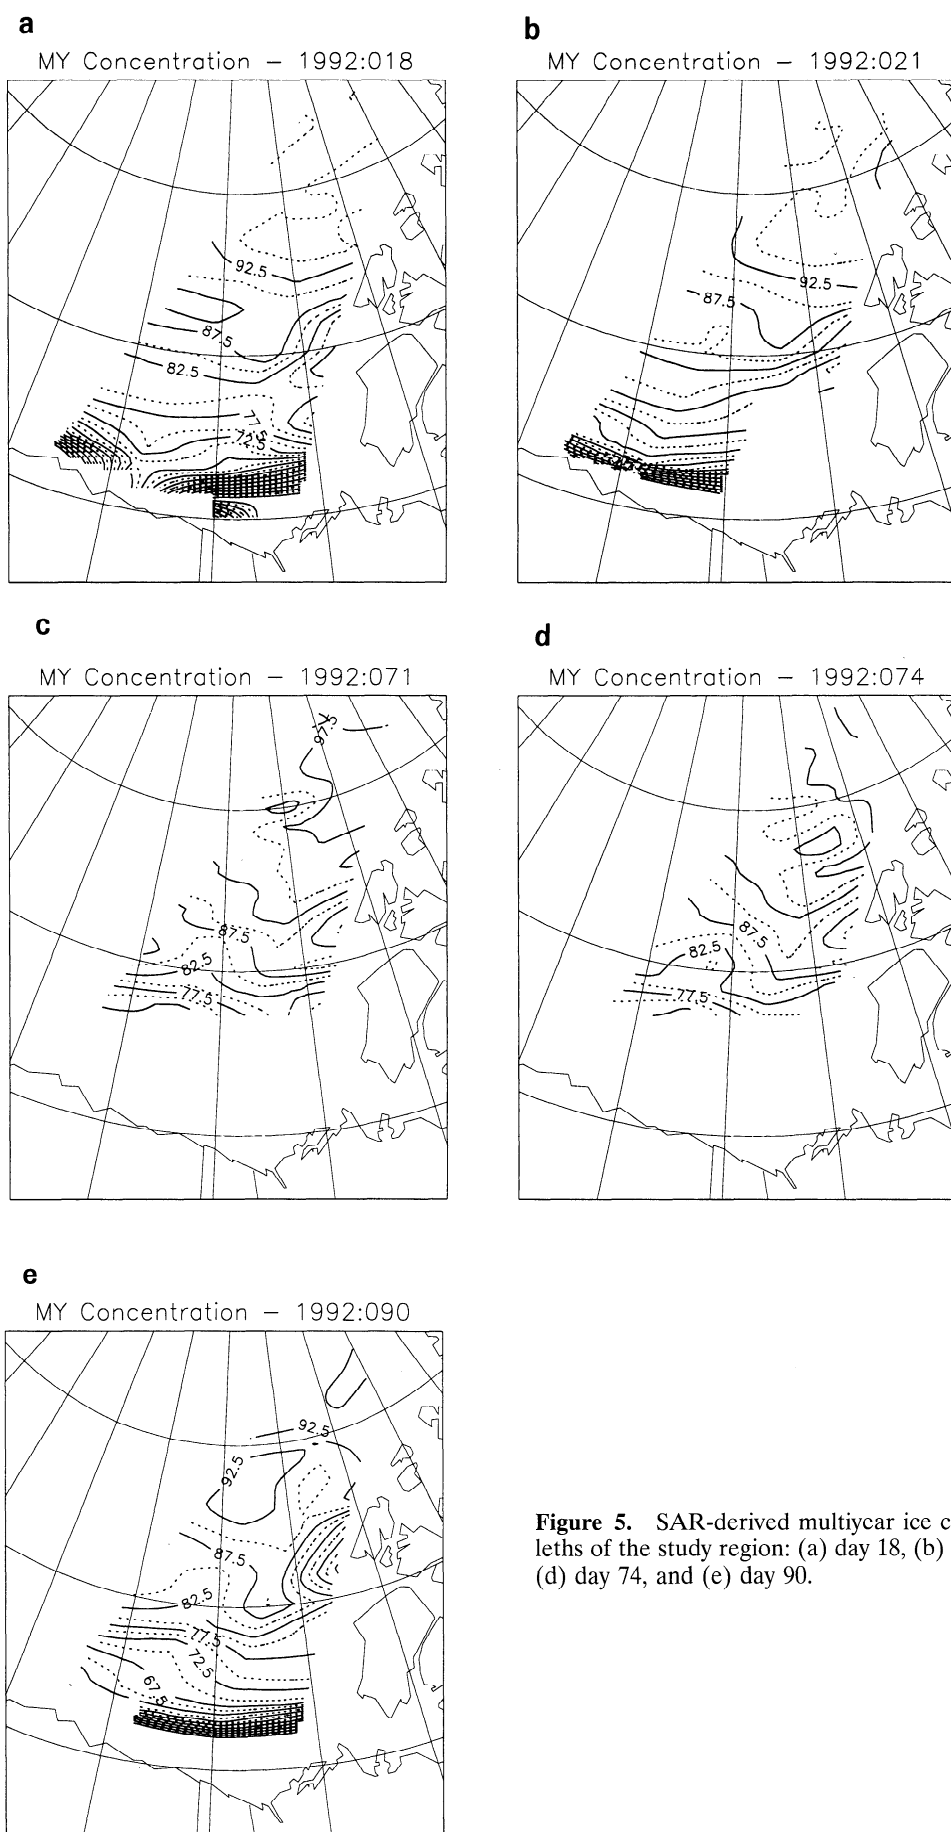 a
MY Concentration – 1992:018
92.5
87.5
82.5
77.5
72.5
b
MY Concentration – 1992:021
92.5
87.5
c
MY Concentration – 1992:071
97.5
87.5
82.5
77.5
d
MY Concentration – 1992:074
87.5
82.5
77.5
e
MY Concentration – 1992:090
92.5
92.5
87.5
82.5
77.5
72.5
67.5
Figure 5. SAR-derived multiyear ice c
leths of the study region: (a) day 18, (b)
(d) day 74, and (e) day 90.